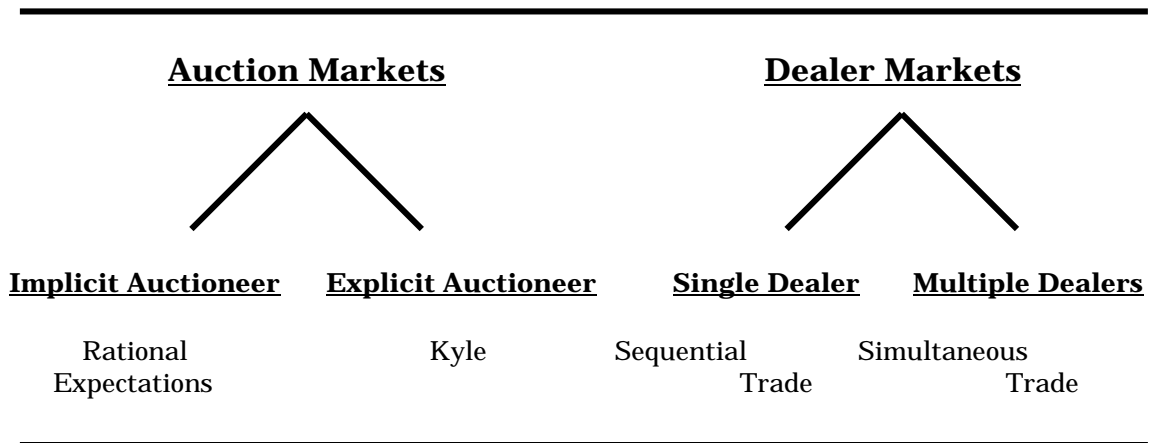 Auction Markets Dealer Markets
Implicit Auctioneer Explicit Auctioneer Single Dealer Multiple Dealers
Rational Kyle Sequential Simultaneous
Expectations Trade Trade